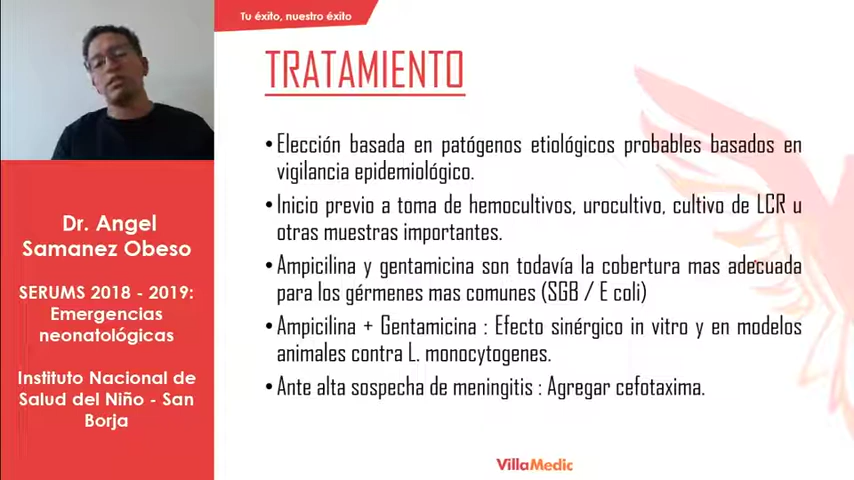 Tu éxito, nuestro éxito
TRATAMIENTO
• Elección basada en patógenos etiológicos probables basados en
vigilancia epidemiológico.
• Inicio previo a toma de hemocultivos, urocultivo, cultivo de LCR u
otras muestras importantes.
• Ampicilina y gentamicina son todavía la cobertura mas adecuada
para los gérmenes mas comunes (SGB / E coli)
• Ampicilina + Gentamicina : Efecto sinérgico in vitro y en modelos
animales contra L. monocytogenes.
• Ante alta sospecha de meningitis : Agregar cefotaxima.
Dr. Angel
Samanez Obeso
SERUMS 2018 - 2019:
Emergencias
neonatológicas
Instituto Nacional de
Salud del Niño - San
Borja
VillaMedic